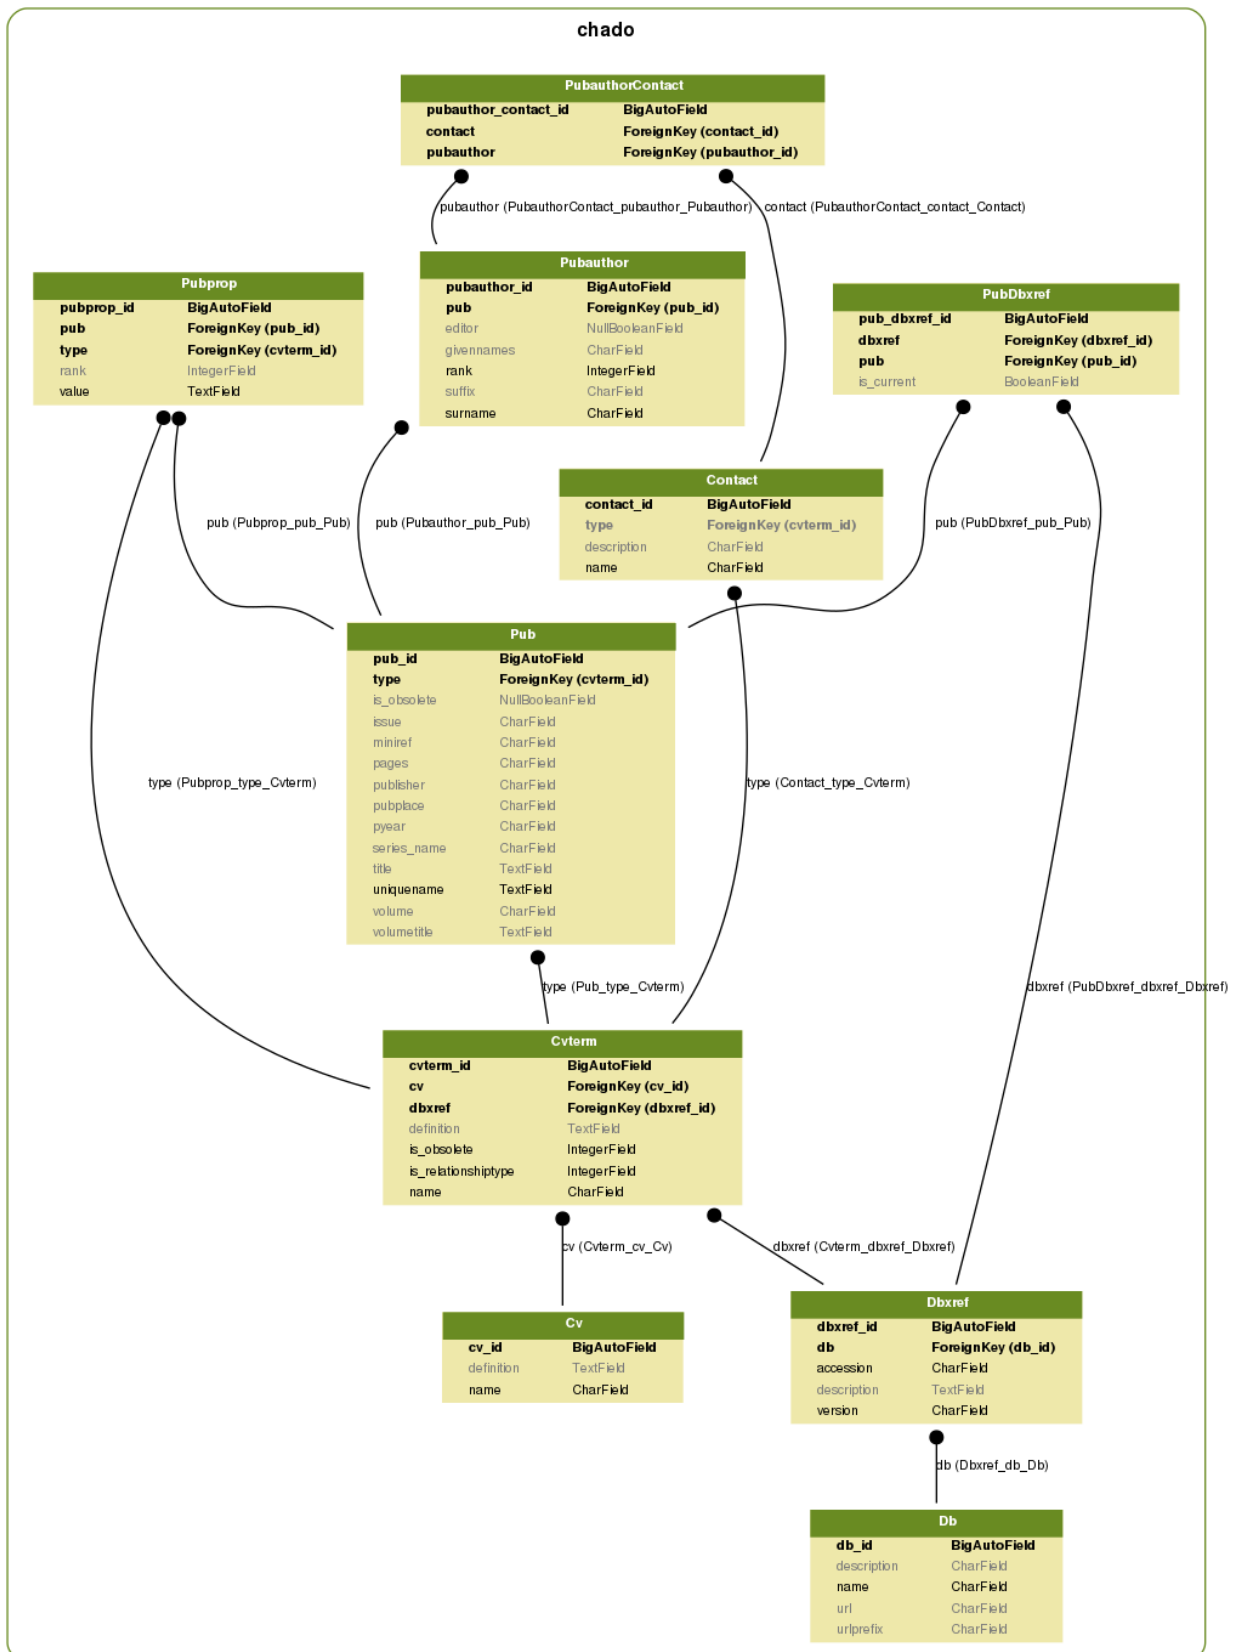 chado
PubauthorContact
pubauthor_contact_id BigAutoField
contact ForeignKey (contact_id)
pubauthor ForeignKey (pubauthor_id)
pubauthor (PubauthorContact_pubauthor_Pubauthor)
contact (PubauthorContact_contact_Contact)
Pubprop
pubprop_id BigAutoField
pub ForeignKey (pub_id)
type ForeignKey (cvterm_id)
rank IntegerField
value TextField
Pubauthor
pubauthor_id BigAutoField
pub ForeignKey (pub_id)
editor NullBooleanField
givennames CharField
rank IntegerField
suffix CharField
surname CharField
PubDbxref
pub_dbxref_id BigAutoField
dbxref ForeignKey (dbxref_id)
pub ForeignKey (pub_id)
is_current BooleanField
Contact
contact_id BigAutoField
type ForeignKey (cvterm_id)
description CharField
name CharField
pub (Pubprop_pub_Pub)
pub (Pubauthor_pub_Pub)
pub (PubDbxref_pub_Pub)
Pub
pub_id BigAutoField
type ForeignKey (cvterm_id)
is_obsolete NullBooleanField
issue CharField
miniref CharField
pages CharField
publisher CharField
pubplace CharField
pyear CharField
series_name CharField
title TextField
uniquename TextField
volume CharField
volumetitle TextField
type (Pubprop_type_Cvterm)
type (Contact_type_Cvterm)
type (Pub_type_Cvterm)
dbxref (PubDbxref_dbxref_Dbxref)
Cvterm
cvterm_id BigAutoField
cv ForeignKey (cv_id)
dbxref ForeignKey (dbxref_id)
definition TextField
is_obsolete IntegerField
is_relationshiptype IntegerField
name CharField
cv (Cvterm_cv_Cv)
dbxref (Cvterm_dbxref_Dbxref)
Cv
cv_id BigAutoField
definition TextField
name CharField
Dbxref
dbxref_id BigAutoField
db ForeignKey (db_id)
accession CharField
description TextField
version CharField
db (Dbxref_db_Db)
Db
db_id BigAutoField
description CharField
name CharField
url CharField
urlprefix CharField